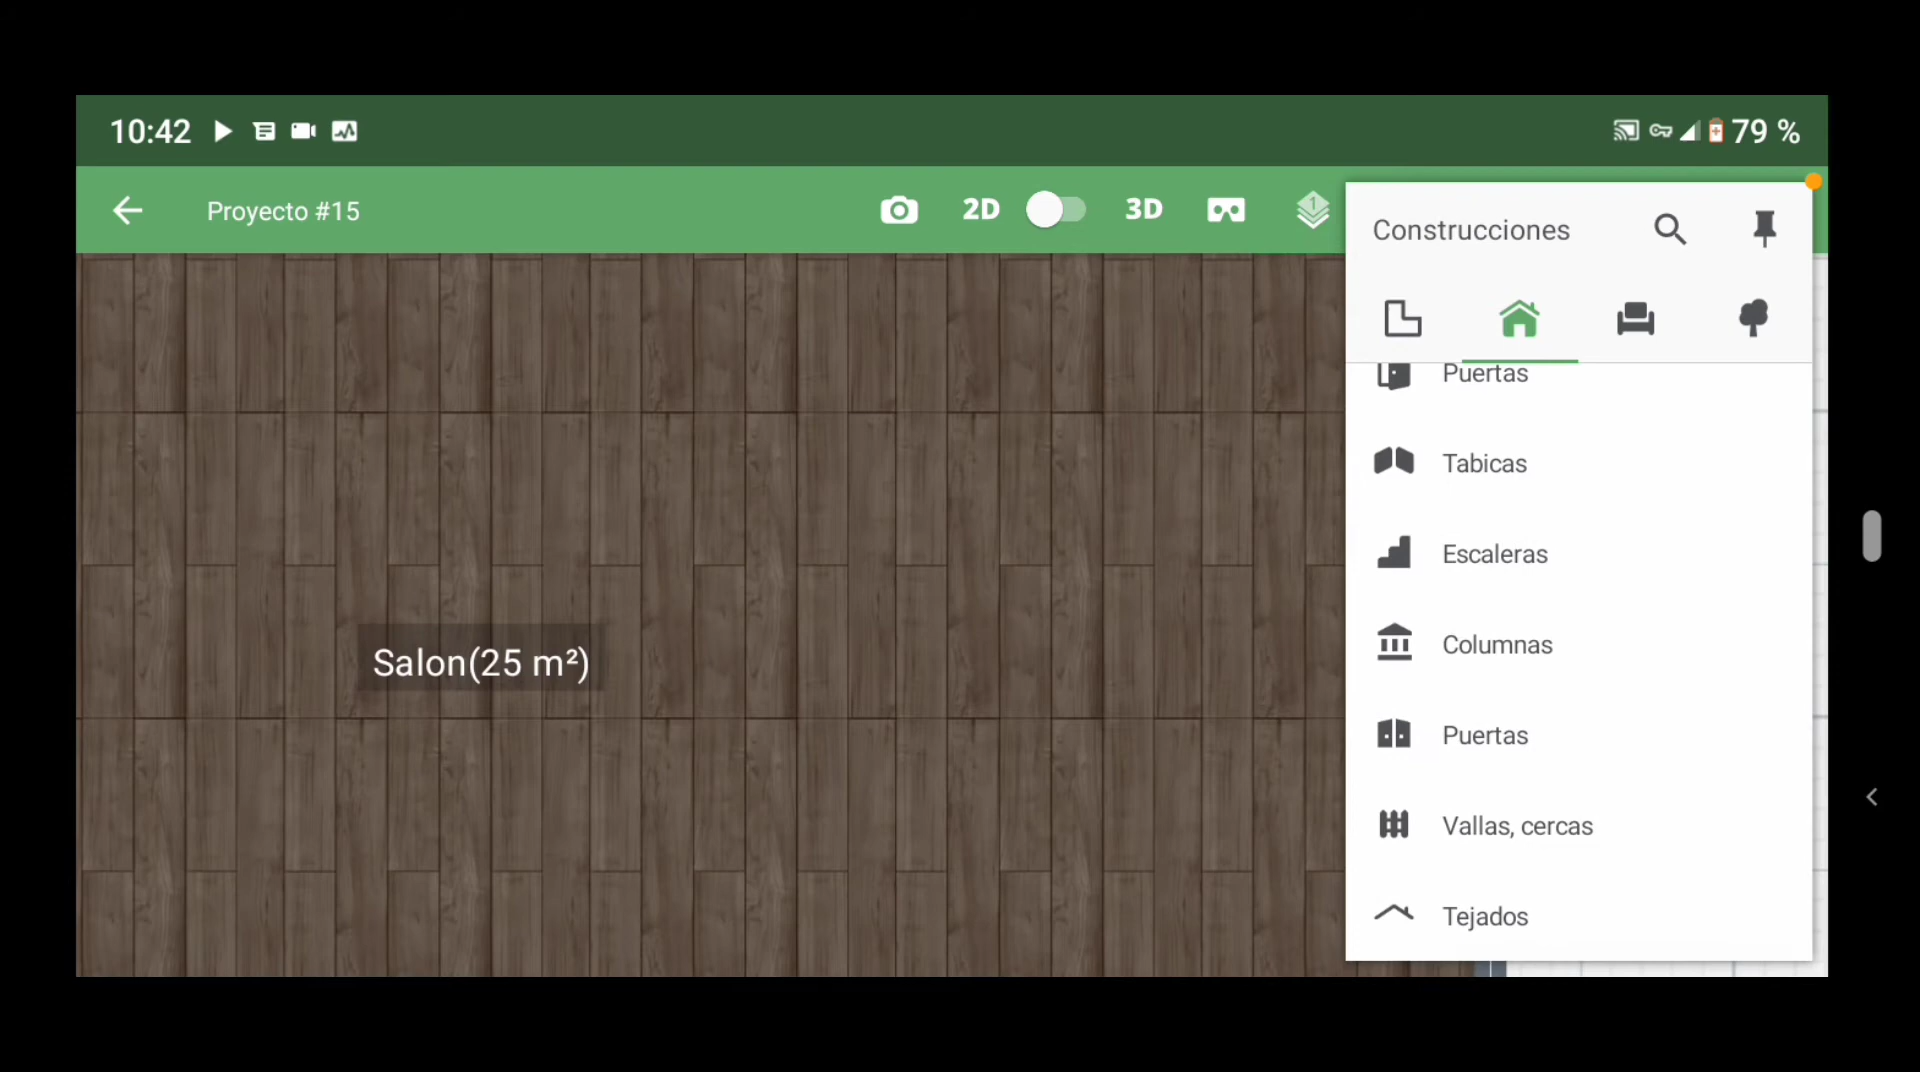 10:42
79 %
Proyecto #15
2D
3D
1
Construcciones
Puertas
Tabicas
Escaleras
Columnas
Puertas
Vallas, cercas
Tejados
Salon(25 m²)